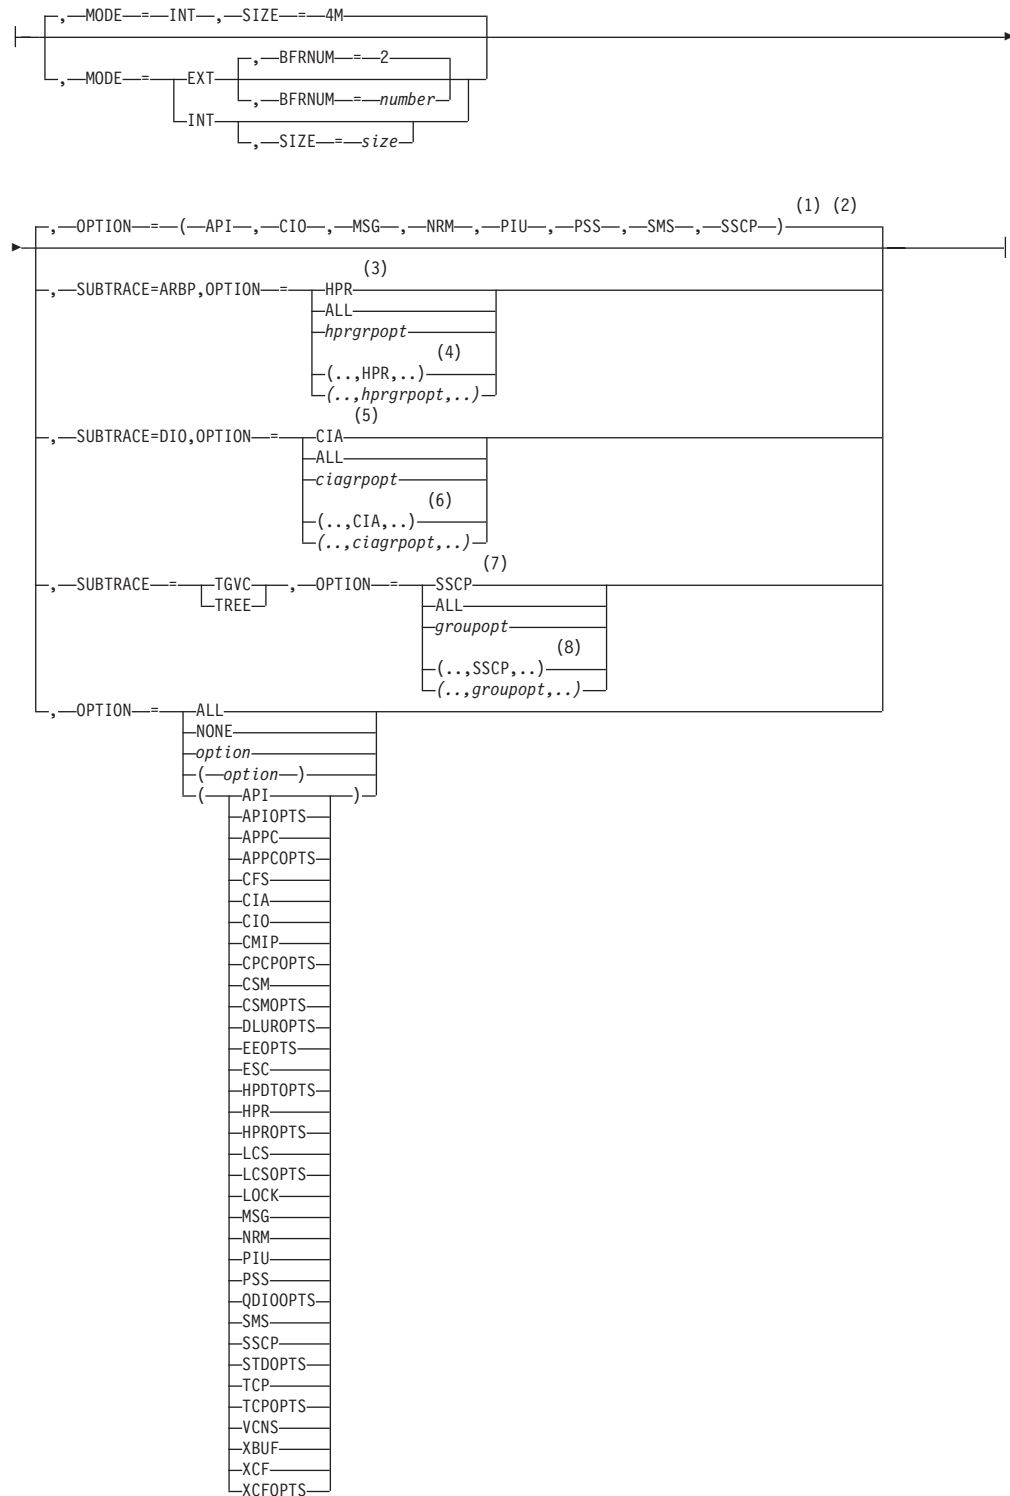 ,—MODE—=—INT—,—SIZE—=—4M
,—BFRNUM—=—2
,—MODE—=—EXT
,—BFRNUM—=—number
INT
,—SIZE—=—size
(1) (2)
,—OPTION—=—(—API—,—CIO—,—MSG—,—NRM—,—PIU—,—PSS—,—SMS—,—SSCP—)
(3)
,—SUBTRACE=ARBP,OPTION—=—HPR
ALL
hprgrpopt
(4)
(..,HPR,..)
(..,hprgrpopt,..)
(5)
,—SUBTRACE=DIO,OPTION—=—CIA
ALL
ciagrpopt
(6)
(..,CIA,..)
(..,ciagrpopt,..)
(7)
,—SUBTRACE—=—TGVC—,—OPTION—=—SSCP
TREE ALL
groupopt
(8)
(..,SSCP,..)
(..,groupopt,..)
,—OPTION—=—ALL
NONE
option
(—option—)
(—API—)
APIOPTS
APPC
APPCOPTS
CFS
CIA
CIO
CMIP
CPCPOPTS
CSM
CSMOPTS
DLUROPTS
EEOPTS
ESC
HPDTOPTS
HPR
HPROPTS
LCS
LCSOPTS
LOCK
MSG
NRM
PIU
PSS
QDIOOPTS
SMS
SSCP
STDOPTS
TCP
TCPOPTS
VCNS
XBUF
XCF
XCFOPTS